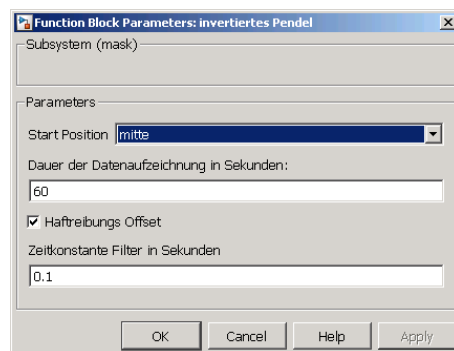 Function Block Parameters: invertiertes Pendel
Subsystem (mask)
Parameters
Start Position mitte
Dauer der Datenaufzeichnung in Sekunden:
60
Haftreibungs Offset
Zeitkonstante Filter in Sekunden
0.1
OK Cancel Help Apply